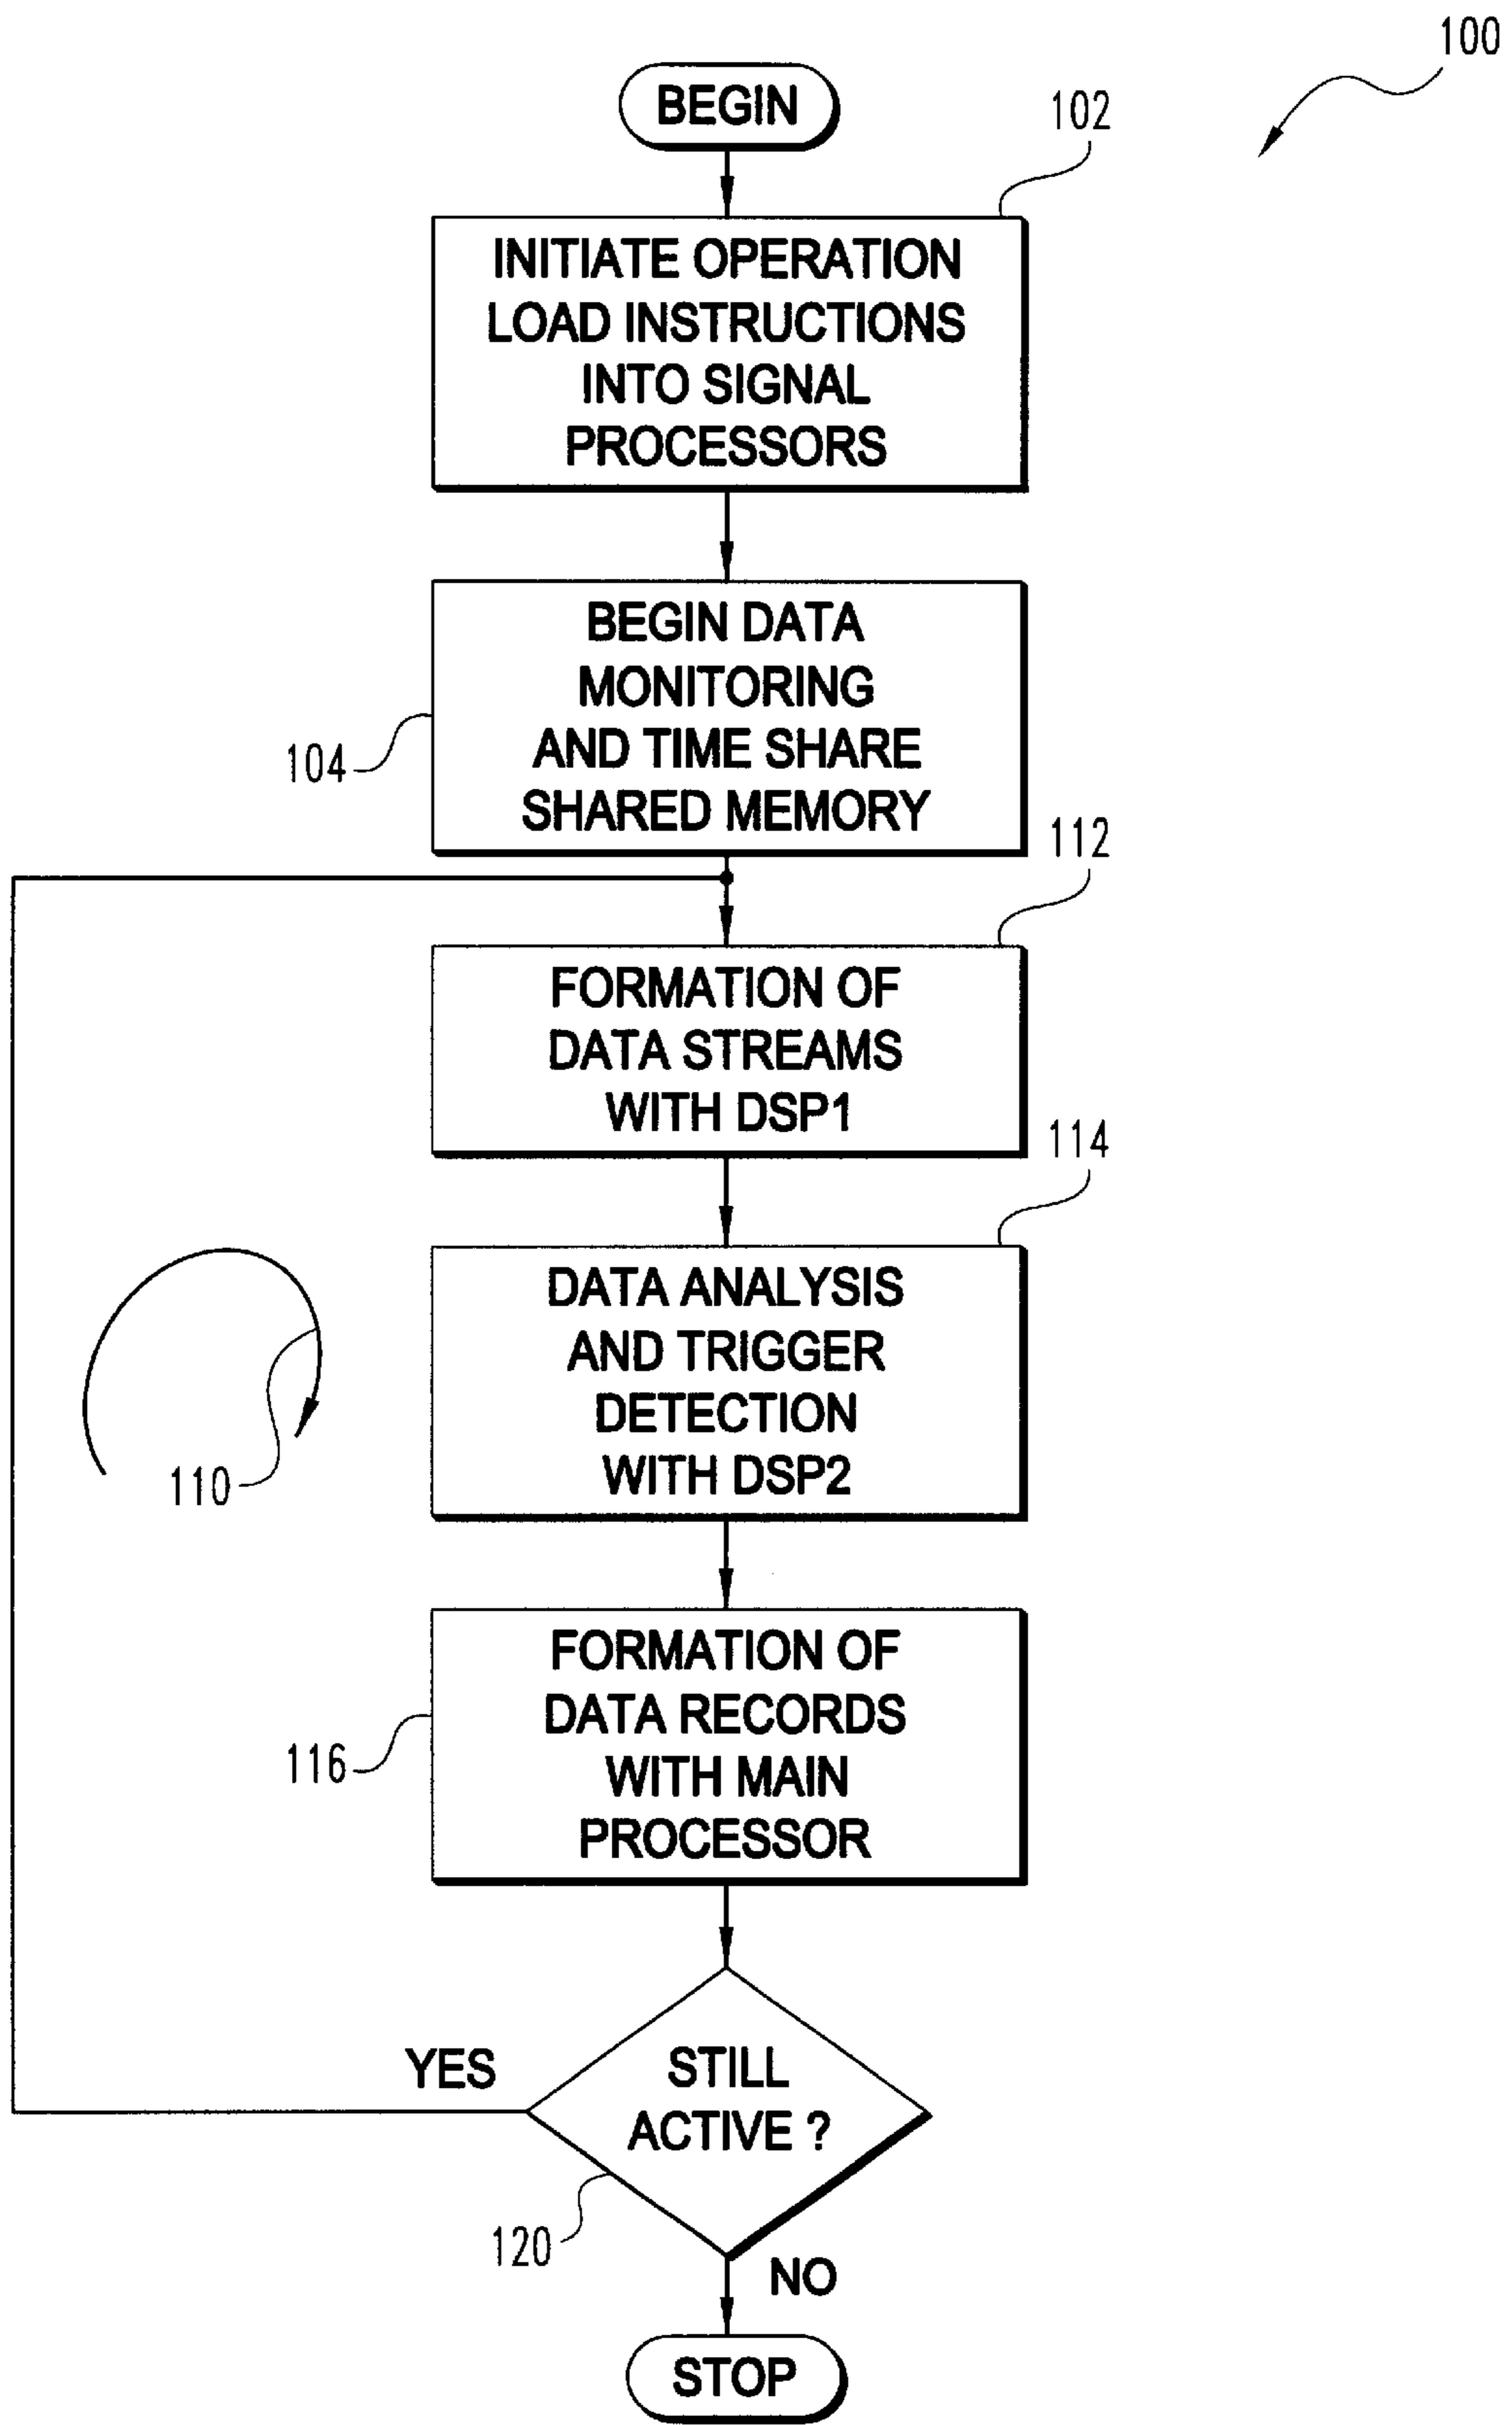 100
BEGIN
102
INITIATE OPERATION
LOAD INSTRUCTIONS
INTO SIGNAL
PROCESSORS
BEGIN DATA
MONITORING
AND TIME SHARE
SHARED MEMORY
104
112
FORMATION OF
DATA STREAMS
WITH DSP1
114
DATA ANALYSIS
AND TRIGGER
DETECTION
WITH DSP2
110
FORMATION OF
DATA RECORDS
WITH MAIN
PROCESSOR
116
YES
STILL
ACTIVE ?
120
NO
STOP